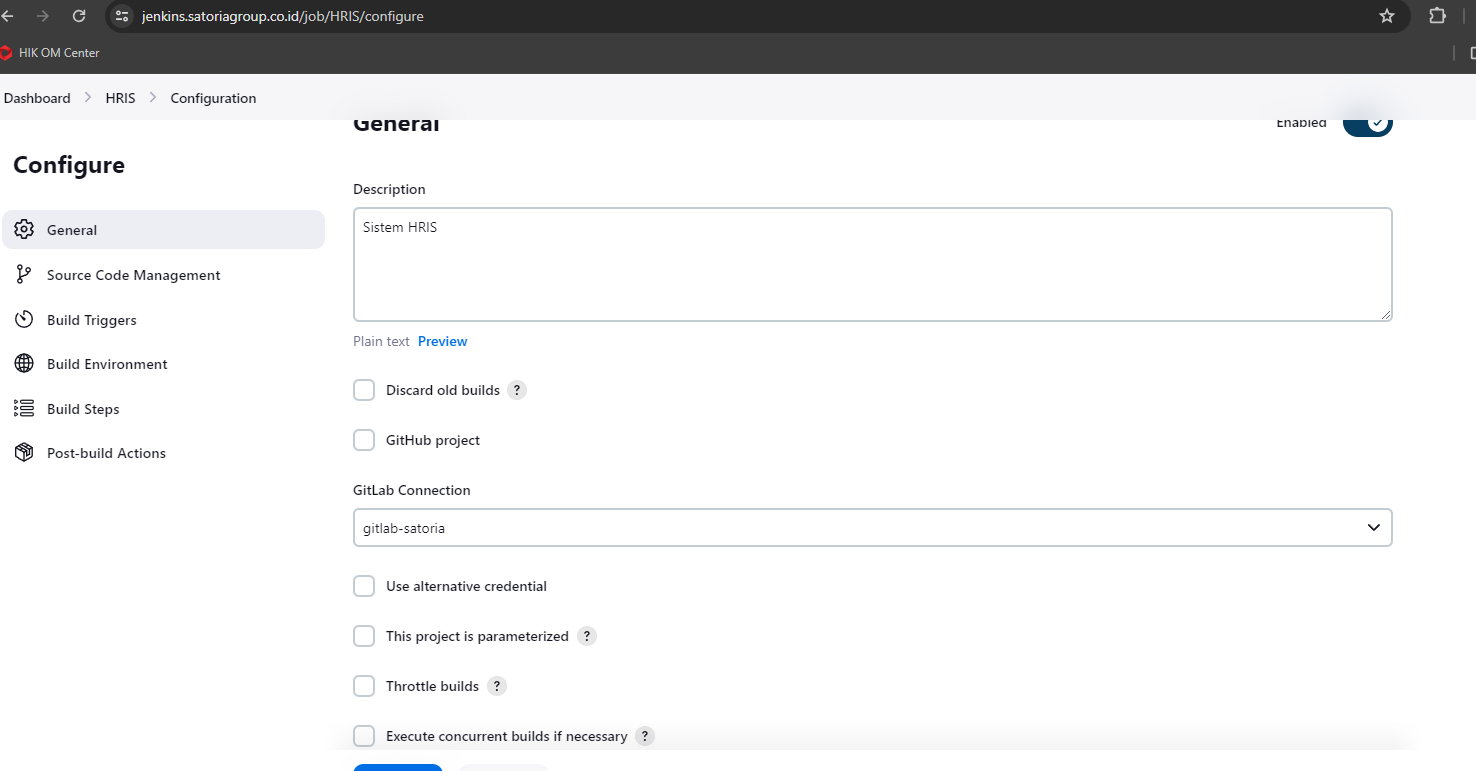 jenkins.satoriagroup.co.id/job/HRIS/configure
HIK OM Center
Dashboard > HRIS > Configuration
General
Enabled
Configure
General
Source Code Management
Build Triggers
Build Environment
Build Steps
Post-build Actions
Description
Sistem HRIS
Plain text Preview
Discard old builds ?
GitHub project
GitLab Connection
gitlab-satoria
Use alternative credential
This project is parameterized ?
Throttle builds ?
Execute concurrent builds if necessary ?